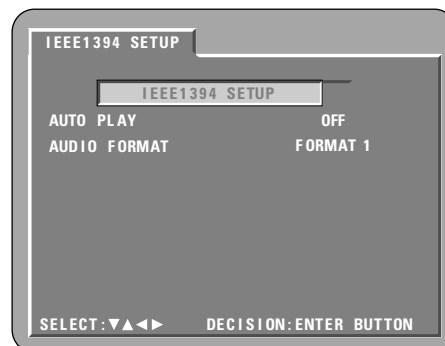 IEEE1394 SETUP
IEEE1394 SETUP
AUTO PLAY OFF
AUDIO FORMAT FORMAT 1
SELECT:▼▲◄► DECISION:ENTER BUTTON